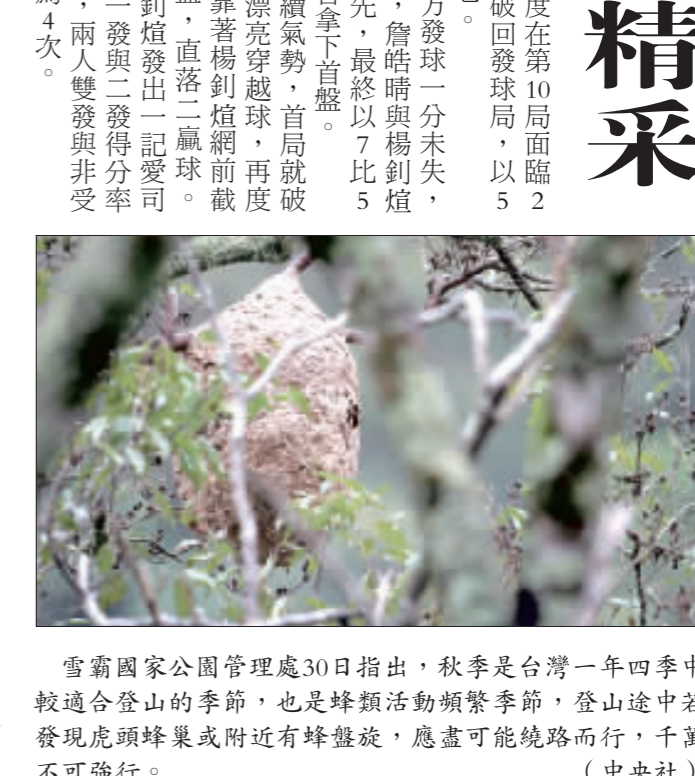 精采
度在第10局面臨2
破回發球局，以5
。
方發球一分未失，
，詹皓晴與楊釗煊
先，最終以7比5
拿下首盤。
續氣勢，首局就破
漂亮穿越球，再度
靠著楊釗煊網前截
，直落二贏球。
釗煊發出一記愛司
一發與二發得分率
，兩人雙發與非受
為4次。
雪霸國家公園管理處30日指出，秋季是台灣一年四季中
較適合登山的季節，也是蜂類活動頻繁季節，登山途中若
發現虎頭蜂巢或附近有蜂盤旋，應盡可能繞路而行，千萬
不可強行。（中央社）